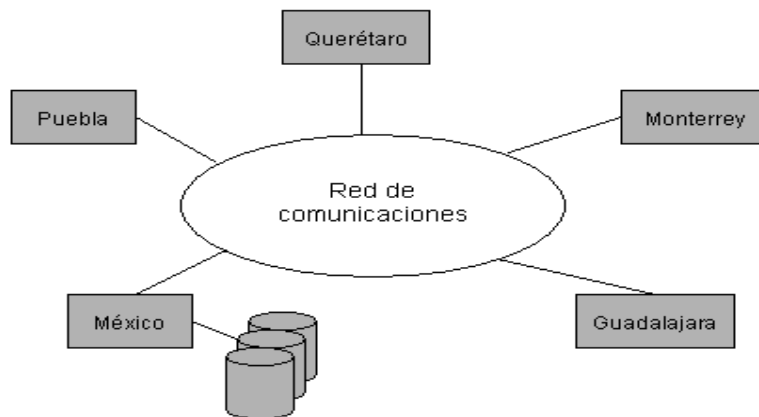 Querétaro
Puebla
Monterrey
Red de
comunicaciones
México
Guadalajara